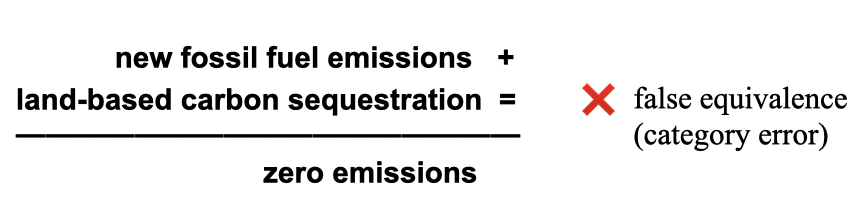 new fossil fuel emissions +
land-based carbon sequestration =
❌ false equivalence
(category error)
zero emissions